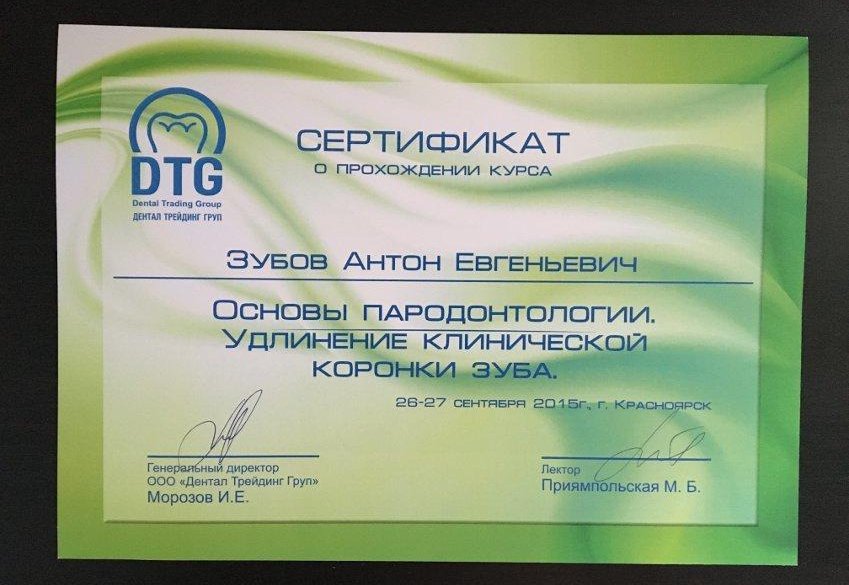 DTG
Dental Trading Group
ДЕНТАЛ ТРЕЙДИНГ ГРУП
СЕРТИФИКАТ
О ПРОХОЖДЕНИИ КУРСА
Зубов Антон Евгеньевич
Основы пародонтологии.
Удлинение клинической
коронки зуба.
26-27 сентября 2015г., г. Красноярск
Генеральный директор
ООО «Дентал Трейдинг Груп»
Морозов И.Е.
Лектор
Приямпольская М. Б.